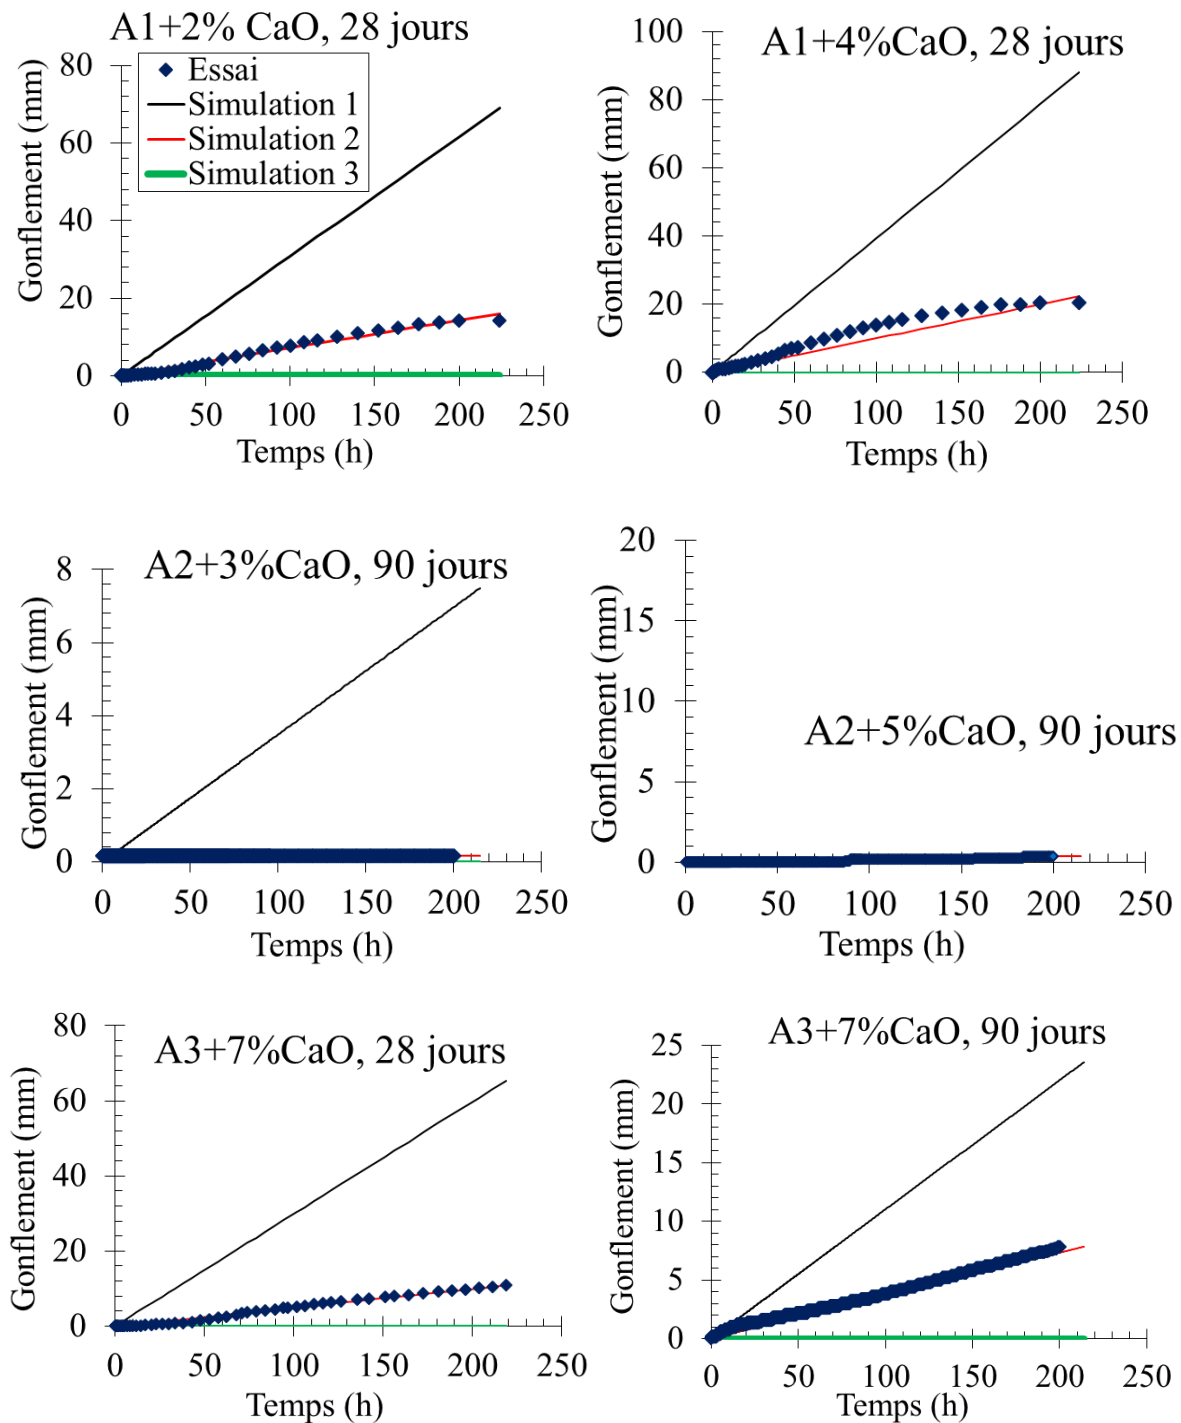 A1+2% CaO, 28 jours
80
60
40
20
0
Gonflement (mm)
Essai
Simulation 1
Simulation 2
Simulation 3
0 50 100 150 200 250
Temps (h)
A1+4%CaO, 28 jours
100
80
60
40
20
0
Gonflement (mm)
0 50 100 150 200 250
Temps (h)
A2+3%CaO, 90 jours
8
6
4
2
0
Gonflement (mm)
0 50 100 150 200 250
Temps (h)
A2+5%CaO, 90 jours
20
15
10
5
0
Gonflement (mm)
0 50 100 150 200 250
Temps (h)
A3+7%CaO, 28 jours
80
60
40
20
0
Gonflement (mm)
0 50 100 150 200 250
Temps (h)
A3+7%CaO, 90 jours
25
20
15
10
5
0
Gonflement (mm)
0 50 100 150 200 250
Temps (h)